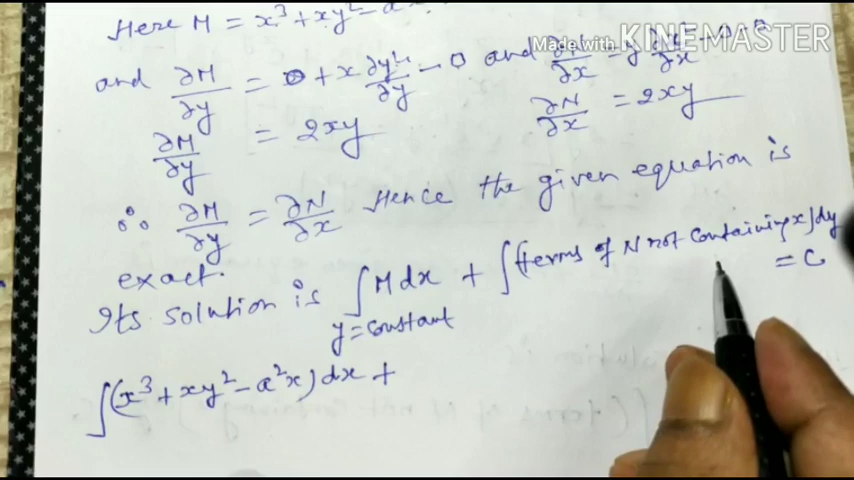 Here M = x³ + xy² - a²
Made with KINEMASTER
and ∂M/∂y = 0 + x ∂y²/∂y - 0 and
∂M/∂y = 2xy ∂N/∂x = 2xy
∴ ∂M/∂y = ∂N/∂x Hence the given equation is
exact.
Its solution is ∫ M dx + ∫(terms of N not containing x) dy = C
y = constant
∫(x³ + xy² - a²x) dx +